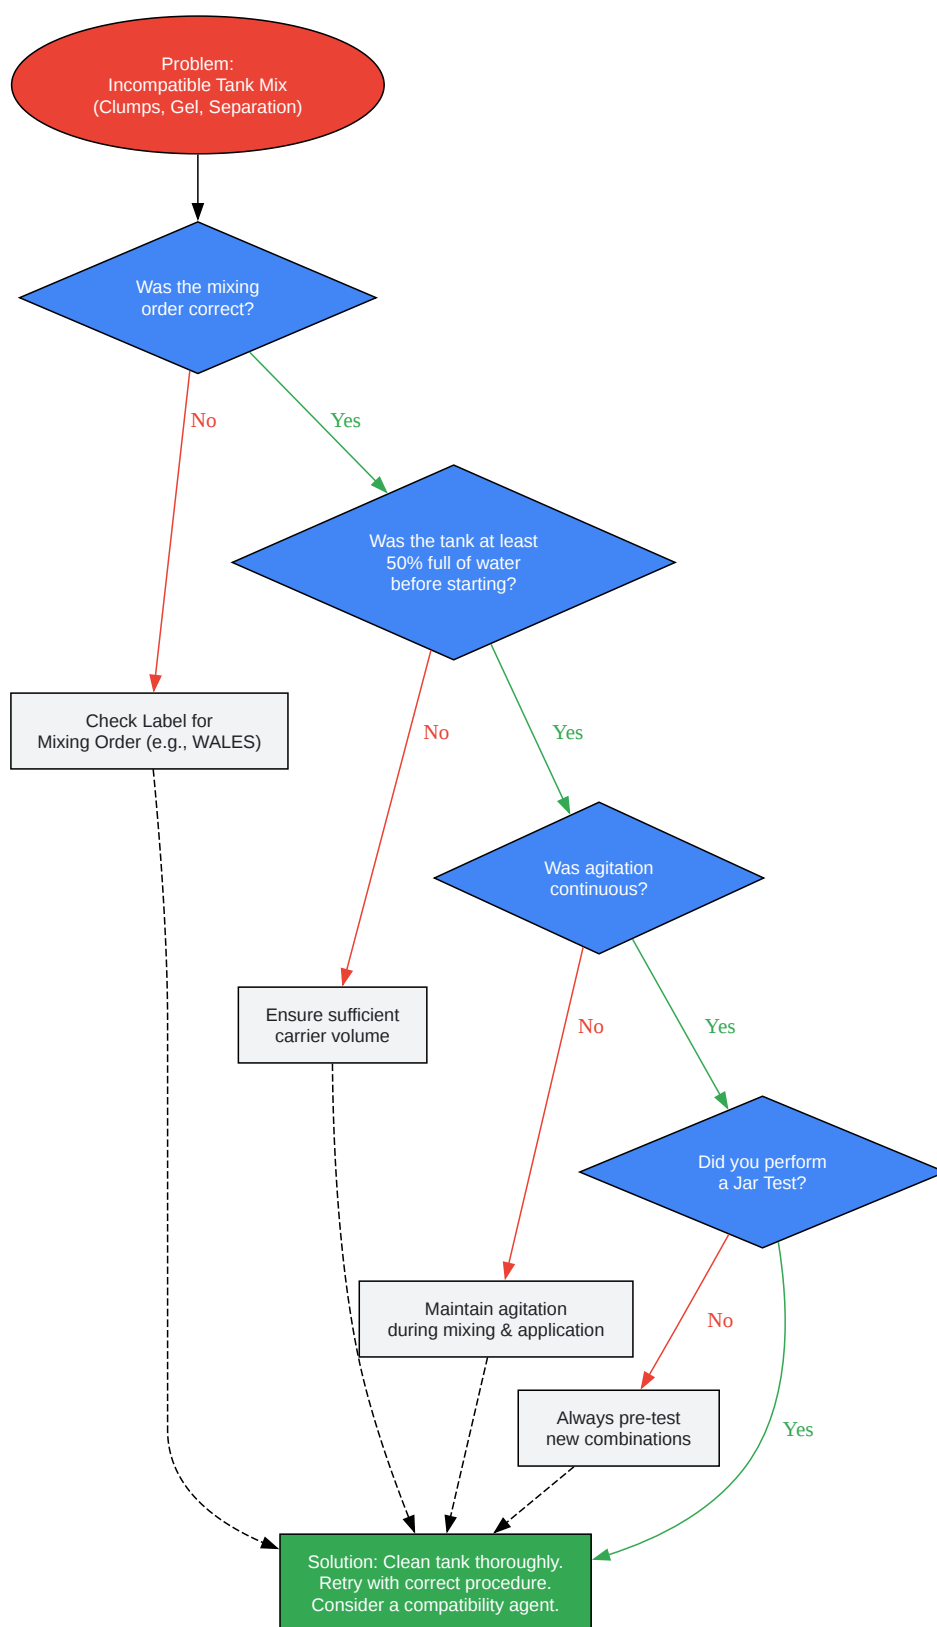 Problem:
Incompatible Tank Mix
(Clumps, Gel, Separation)
Was the mixing
order correct?
No
Yes
Was the tank at least
50% full of water
before starting?
Check Label for
Mixing Order (e.g., WALES)
No
Yes
Was agitation
continuous?
Ensure sufficient
carrier volume
No
Yes
Did you perform
a Jar Test?
Maintain agitation
during mixing & application
No
Yes
Always pre-test
new combinations
Solution: Clean tank thoroughly.
Retry with correct procedure.
Consider a compatibility agent.